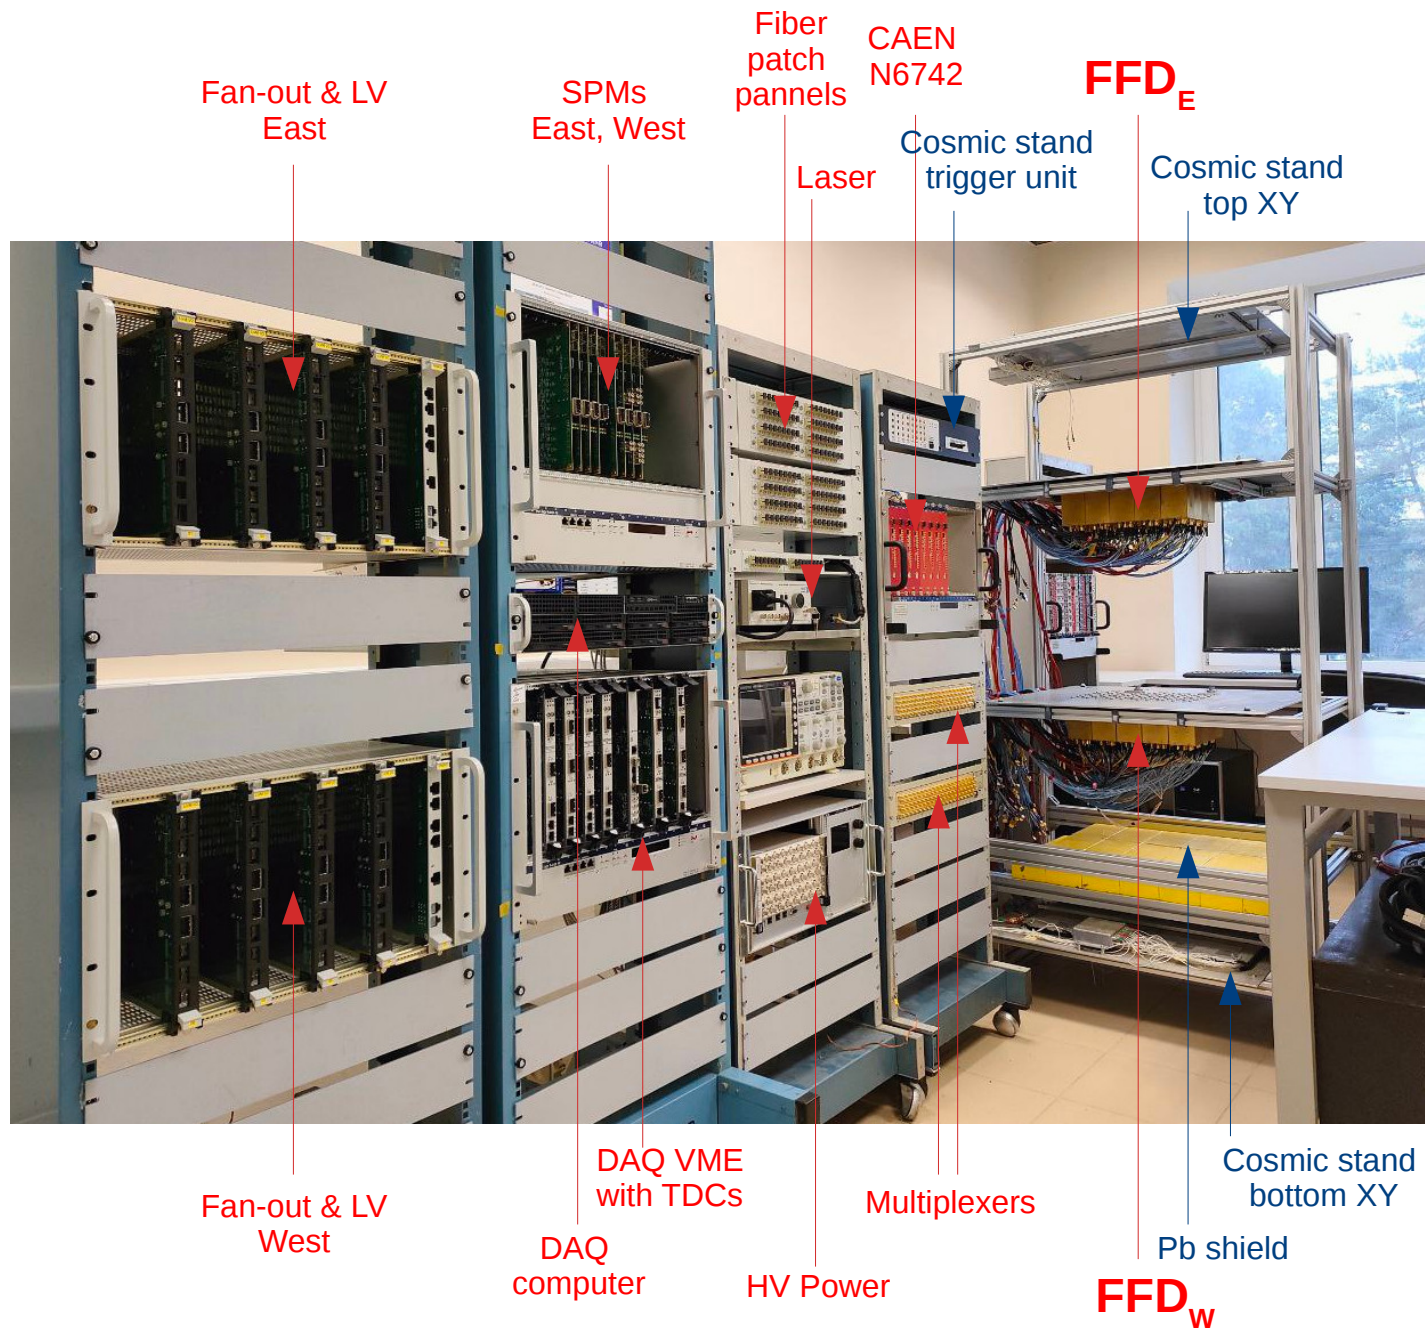 Fan-out & LV
East
SPMs
East, West
Fiber
patch
pannels
Laser
CAEN
N6742
Cosmic stand
trigger unit
FFD_E
Cosmic stand
top XY
Fan-out & LV
West
DAQ VME
with TDCs
DAQ
computer
HV Power
Multiplexers
Cosmic stand
bottom XY
Pb shield
FFD_W